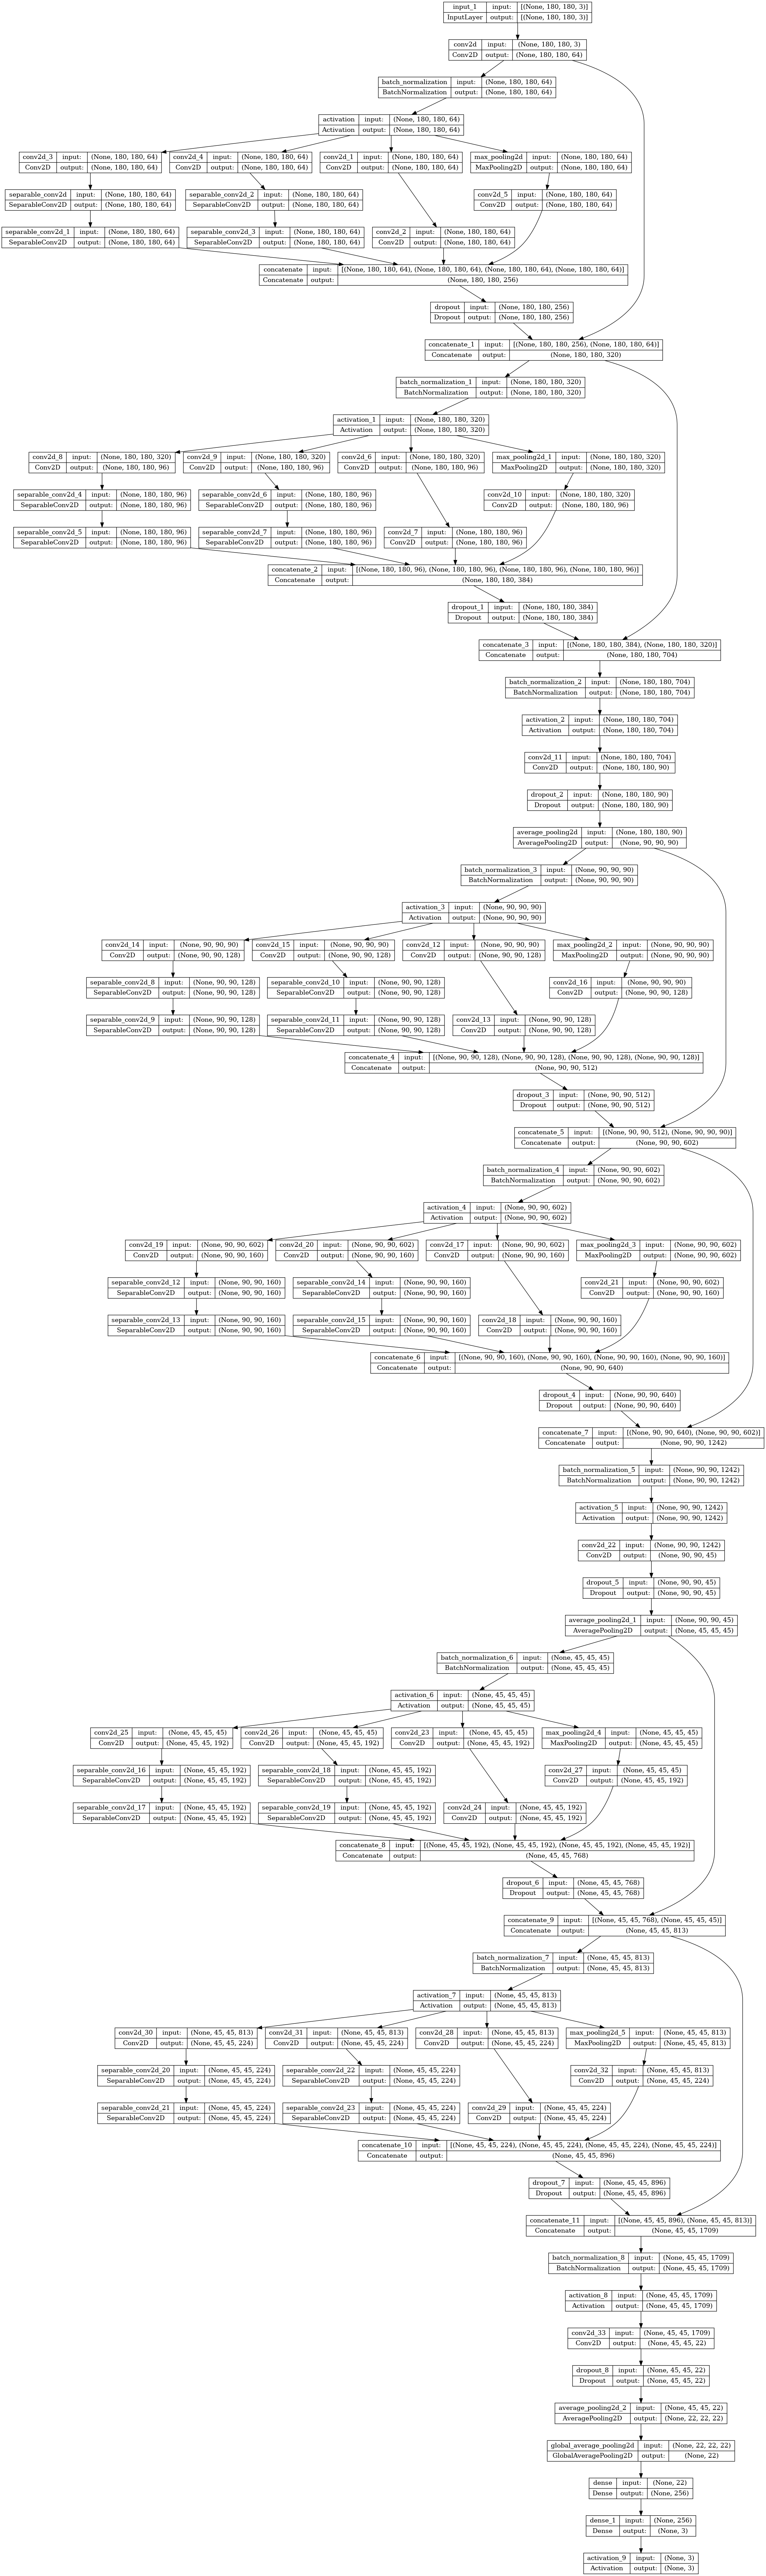 input_1 input: [(None, 180, 180, 3)]
InputLayer output: [(None, 180, 180, 3)]
conv2d input: (None, 180, 180, 3)
Conv2D output: (None, 180, 180, 64)
batch_normalization input: (None, 180, 180, 64)
BatchNormalization output: (None, 180, 180, 64)
activation input: (None, 180, 180, 64)
Activation output: (None, 180, 180, 64)
conv2d_3 input: (None, 180, 180, 64)
Conv2D output: (None, 180, 180, 64)
conv2d_4 input: (None, 180, 180, 64)
Conv2D output: (None, 180, 180, 64)
conv2d_1 input: (None, 180, 180, 64)
Conv2D output: (None, 180, 180, 64)
max_pooling2d input: (None, 180, 180, 64)
MaxPooling2D output: (None, 180, 180, 64)
separable_conv2d input: (None, 180, 180, 64)
SeparableConv2D output: (None, 180, 180, 64)
separable_conv2d_2 input: (None, 180, 180, 64)
SeparableConv2D output: (None, 180, 180, 64)
conv2d_5 input: (None, 180, 180, 64)
Conv2D output: (None, 180, 180, 64)
separable_conv2d_1 input: (None, 180, 180, 64)
SeparableConv2D output: (None, 180, 180, 64)
separable_conv2d_3 input: (None, 180, 180, 64)
SeparableConv2D output: (None, 180, 180, 64)
conv2d_2 input: (None, 180, 180, 64)
Conv2D output: (None, 180, 180, 64)
concatenate input: [(None, 180, 180, 64), (None, 180, 180, 64), (None, 180, 180, 64), (None, 180, 180, 64)]
Concatenate output: (None, 180, 180, 256)
dropout input: (None, 180, 180, 256)
Dropout output: (None, 180, 180, 256)
concatenate_1 input: [(None, 180, 180, 256), (None, 180, 180, 64)]
Concatenate output: (None, 180, 180, 320)
batch_normalization_1 input: (None, 180, 180, 320)
BatchNormalization output: (None, 180, 180, 320)
activation_1 input: (None, 180, 180, 320)
Activation output: (None, 180, 180, 320)
conv2d_8 input: (None, 180, 180, 320)
Conv2D output: (None, 180, 180, 96)
conv2d_9 input: (None, 180, 180, 320)
Conv2D output: (None, 180, 180, 96)
conv2d_6 input: (None, 180, 180, 320)
Conv2D output: (None, 180, 180, 96)
max_pooling2d_1 input: (None, 180, 180, 320)
MaxPooling2D output: (None, 180, 180, 320)
separable_conv2d_4 input: (None, 180, 180, 96)
SeparableConv2D output: (None, 180, 180, 96)
separable_conv2d_6 input: (None, 180, 180, 96)
SeparableConv2D output: (None, 180, 180, 96)
conv2d_10 input: (None, 180, 180, 320)
Conv2D output: (None, 180, 180, 96)
separable_conv2d_5 input: (None, 180, 180, 96)
SeparableConv2D output: (None, 180, 180, 96)
separable_conv2d_7 input: (None, 180, 180, 96)
SeparableConv2D output: (None, 180, 180, 96)
conv2d_7 input: (None, 180, 180, 96)
Conv2D output: (None, 180, 180, 96)
concatenate_2 input: [(None, 180, 180, 96), (None, 180, 180, 96), (None, 180, 180, 96), (None, 180, 180, 96)]
Concatenate output: (None, 180, 180, 384)
dropout_1 input: (None, 180, 180, 384)
Dropout output: (None, 180, 180, 384)
concatenate_3 input: [(None, 180, 180, 384), (None, 180, 180, 320)]
Concatenate output: (None, 180, 180, 704)
batch_normalization_2 input: (None, 180, 180, 704)
BatchNormalization output: (None, 180, 180, 704)
activation_2 input: (None, 180, 180, 704)
Activation output: (None, 180, 180, 704)
conv2d_11 input: (None, 180, 180, 704)
Conv2D output: (None, 180, 180, 90)
dropout_2 input: (None, 180, 180, 90)
Dropout output: (None, 180, 180, 90)
average_pooling2d input: (None, 180, 180, 90)
AveragePooling2D output: (None, 90, 90, 90)
batch_normalization_3 input: (None, 90, 90, 90)
BatchNormalization output: (None, 90, 90, 90)
activation_3 input: (None, 90, 90, 90)
Activation output: (None, 90, 90, 90)
conv2d_14 input: (None, 90, 90, 90)
Conv2D output: (None, 90, 90, 128)
conv2d_15 input: (None, 90, 90, 90)
Conv2D output: (None, 90, 90, 128)
conv2d_12 input: (None, 90, 90, 90)
Conv2D output: (None, 90, 90, 128)
max_pooling2d_2 input: (None, 90, 90, 90)
MaxPooling2D output: (None, 90, 90, 90)
separable_conv2d_8 input: (None, 90, 90, 128)
SeparableConv2D output: (None, 90, 90, 128)
separable_conv2d_10 input: (None, 90, 90, 128)
SeparableConv2D output: (None, 90, 90, 128)
conv2d_16 input: (None, 90, 90, 90)
Conv2D output: (None, 90, 90, 128)
separable_conv2d_9 input: (None, 90, 90, 128)
SeparableConv2D output: (None, 90, 90, 128)
separable_conv2d_11 input: (None, 90, 90, 128)
SeparableConv2D output: (None, 90, 90, 128)
conv2d_13 input: (None, 90, 90, 128)
Conv2D output: (None, 90, 90, 128)
concatenate_4 input: [(None, 90, 90, 128), (None, 90, 90, 128), (None, 90, 90, 128), (None, 90, 90, 128)]
Concatenate output: (None, 90, 90, 512)
dropout_3 input: (None, 90, 90, 512)
Dropout output: (None, 90, 90, 512)
concatenate_5 input: [(None, 90, 90, 512), (None, 90, 90, 90)]
Concatenate output: (None, 90, 90, 602)
batch_normalization_4 input: (None, 90, 90, 602)
BatchNormalization output: (None, 90, 90, 602)
activation_4 input: (None, 90, 90, 602)
Activation output: (None, 90, 90, 602)
conv2d_19 input: (None, 90, 90, 602)
Conv2D output: (None, 90, 90, 160)
conv2d_20 input: (None, 90, 90, 602)
Conv2D output: (None, 90, 90, 160)
conv2d_17 input: (None, 90, 90, 602)
Conv2D output: (None, 90, 90, 160)
max_pooling2d_3 input: (None, 90, 90, 602)
MaxPooling2D output: (None, 90, 90, 602)
separable_conv2d_12 input: (None, 90, 90, 160)
SeparableConv2D output: (None, 90, 90, 160)
separable_conv2d_14 input: (None, 90, 90, 160)
SeparableConv2D output: (None, 90, 90, 160)
conv2d_21 input: (None, 90, 90, 602)
Conv2D output: (None, 90, 90, 160)
separable_conv2d_13 input: (None, 90, 90, 160)
SeparableConv2D output: (None, 90, 90, 160)
separable_conv2d_15 input: (None, 90, 90, 160)
SeparableConv2D output: (None, 90, 90, 160)
conv2d_18 input: (None, 90, 90, 160)
Conv2D output: (None, 90, 90, 160)
concatenate_6 input: [(None, 90, 90, 160), (None, 90, 90, 160), (None, 90, 90, 160), (None, 90, 90, 160)]
Concatenate output: (None, 90, 90, 640)
dropout_4 input: (None, 90, 90, 640)
Dropout output: (None, 90, 90, 640)
concatenate_7 input: [(None, 90, 90, 640), (None, 90, 90, 602)]
Concatenate output: (None, 90, 90, 1242)
batch_normalization_5 input: (None, 90, 90, 1242)
BatchNormalization output: (None, 90, 90, 1242)
activation_5 input: (None, 90, 90, 1242)
Activation output: (None, 90, 90, 1242)
conv2d_22 input: (None, 90, 90, 1242)
Conv2D output: (None, 90, 90, 45)
dropout_5 input: (None, 90, 90, 45)
Dropout output: (None, 90, 90, 45)
average_pooling2d_1 input: (None, 90, 90, 45)
AveragePooling2D output: (None, 45, 45, 45)
batch_normalization_6 input: (None, 45, 45, 45)
BatchNormalization output: (None, 45, 45, 45)
activation_6 input: (None, 45, 45, 45)
Activation output: (None, 45, 45, 45)
conv2d_25 input: (None, 45, 45, 45)
Conv2D output: (None, 45, 45, 192)
conv2d_26 input: (None, 45, 45, 45)
Conv2D output: (None, 45, 45, 192)
conv2d_23 input: (None, 45, 45, 45)
Conv2D output: (None, 45, 45, 192)
max_pooling2d_4 input: (None, 45, 45, 45)
MaxPooling2D output: (None, 45, 45, 45)
separable_conv2d_16 input: (None, 45, 45, 192)
SeparableConv2D output: (None, 45, 45, 192)
separable_conv2d_18 input: (None, 45, 45, 192)
SeparableConv2D output: (None, 45, 45, 192)
conv2d_27 input: (None, 45, 45, 45)
Conv2D output: (None, 45, 45, 192)
separable_conv2d_17 input: (None, 45, 45, 192)
SeparableConv2D output: (None, 45, 45, 192)
separable_conv2d_19 input: (None, 45, 45, 192)
SeparableConv2D output: (None, 45, 45, 192)
conv2d_24 input: (None, 45, 45, 192)
Conv2D output: (None, 45, 45, 192)
concatenate_8 input: [(None, 45, 45, 192), (None, 45, 45, 192), (None, 45, 45, 192), (None, 45, 45, 192)]
Concatenate output: (None, 45, 45, 768)
dropout_6 input: (None, 45, 45, 768)
Dropout output: (None, 45, 45, 768)
concatenate_9 input: [(None, 45, 45, 768), (None, 45, 45, 45)]
Concatenate output: (None, 45, 45, 813)
batch_normalization_7 input: (None, 45, 45, 813)
BatchNormalization output: (None, 45, 45, 813)
activation_7 input: (None, 45, 45, 813)
Activation output: (None, 45, 45, 813)
conv2d_30 input: (None, 45, 45, 813)
Conv2D output: (None, 45, 45, 224)
conv2d_31 input: (None, 45, 45, 813)
Conv2D output: (None, 45, 45, 224)
conv2d_28 input: (None, 45, 45, 813)
Conv2D output: (None, 45, 45, 224)
max_pooling2d_5 input: (None, 45, 45, 813)
MaxPooling2D output: (None, 45, 45, 813)
separable_conv2d_20 input: (None, 45, 45, 224)
SeparableConv2D output: (None, 45, 45, 224)
separable_conv2d_22 input: (None, 45, 45, 224)
SeparableConv2D output: (None, 45, 45, 224)
conv2d_32 input: (None, 45, 45, 813)
Conv2D output: (None, 45, 45, 224)
separable_conv2d_21 input: (None, 45, 45, 224)
SeparableConv2D output: (None, 45, 45, 224)
separable_conv2d_23 input: (None, 45, 45, 224)
SeparableConv2D output: (None, 45, 45, 224)
conv2d_29 input: (None, 45, 45, 224)
Conv2D output: (None, 45, 45, 224)
concatenate_10 input: [(None, 45, 45, 224), (None, 45, 45, 224), (None, 45, 45, 224), (None, 45, 45, 224)]
Concatenate output: (None, 45, 45, 896)
dropout_7 input: (None, 45, 45, 896)
Dropout output: (None, 45, 45, 896)
concatenate_11 input: [(None, 45, 45, 896), (None, 45, 45, 813)]
Concatenate output: (None, 45, 45, 1709)
batch_normalization_8 input: (None, 45, 45, 1709)
BatchNormalization output: (None, 45, 45, 1709)
activation_8 input: (None, 45, 45, 1709)
Activation output: (None, 45, 45, 1709)
conv2d_33 input: (None, 45, 45, 1709)
Conv2D output: (None, 45, 45, 22)
dropout_8 input: (None, 45, 45, 22)
Dropout output: (None, 45, 45, 22)
average_pooling2d_2 input: (None, 45, 45, 22)
AveragePooling2D output: (None, 22, 22, 22)
global_average_pooling2d input: (None, 22, 22, 22)
GlobalAveragePooling2D output: (None, 22)
dense input: (None, 22)
Dense output: (None, 256)
dense_1 input: (None, 256)
Dense output: (None, 3)
activation_9 input: (None, 3)
Activation output: (None, 3)